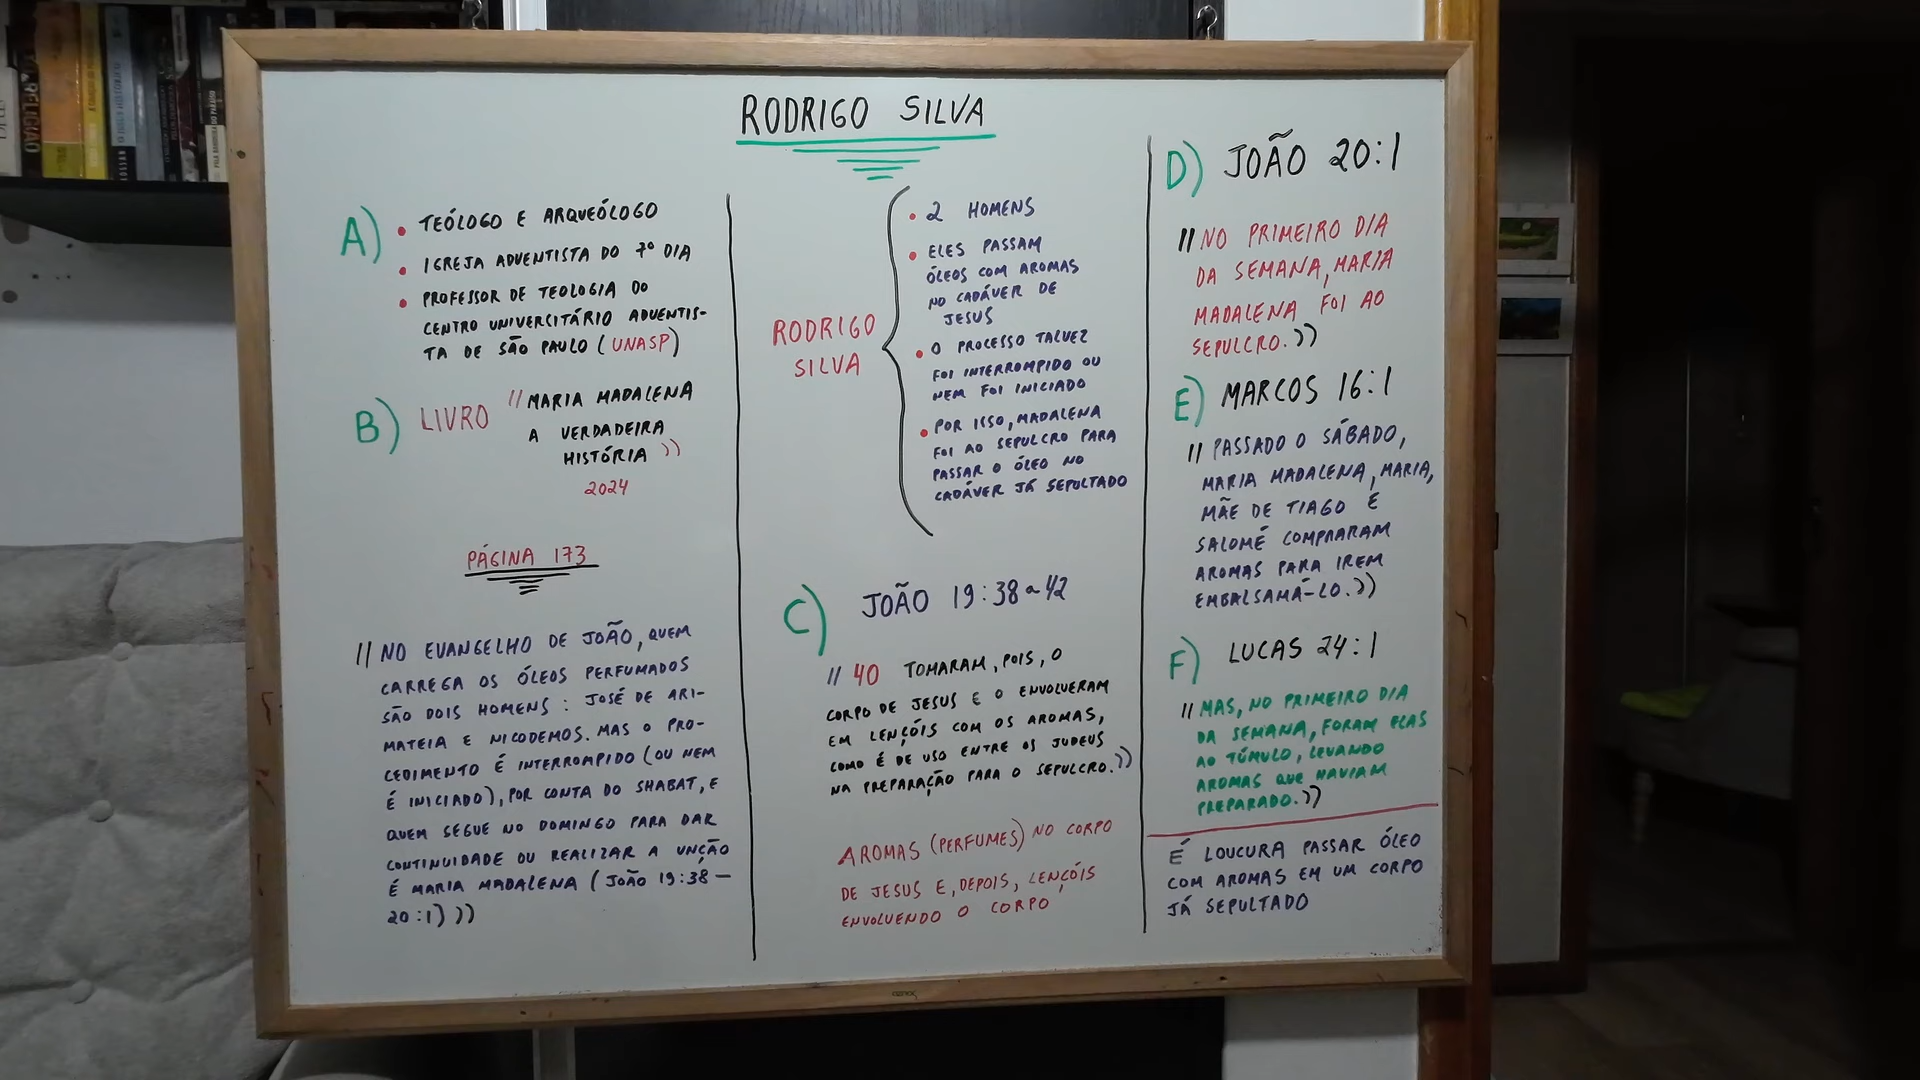 RODRIGO SILVA
A) • TEÓLOGO E ARQUEÓLOGO
• IGREJA ADVENTISTA DO 7º DIA
• PROFESSOR DE TEOLOGIA DO
CENTRO UNIVERSITÁRIO ADVENTIS-
TA DE SÃO PAULO (UNASP)
B) LIVRO "MARIA MADALENA
A VERDADEIRA
HISTÓRIA"
2024
PÁGINA 173
"NO EVANGELHO DE JOÃO, QUEM
CARREGA OS ÓLEOS PERFUMADOS
SÃO DOIS HOMENS: JOSÉ DE ARI-
MATEIA E NICODEMOS. MAS O PRO-
CEDIMENTO É INTERROMPIDO (OU NEM
É INICIADO), POR CONTA DO SHABAT, E
QUEM SEGUE NO DOMINGO PARA DAR
CONTINUIDADE OU REALIZAR A UNÇÃO
É MARIA MADALENA (JOÃO 19:38 —
20:1)"
RODRIGO
SILVA
• 2 HOMENS
• ELES PASSAM
ÓLEOS COM AROMAS
NO CADÁVER DE
JESUS
• O PROCESSO TALVEZ
FOI INTERROMPIDO OU
NEM FOI INICIADO
• POR ISSO, MADALENA
FOI AO SEPULCRO PARA
PASSAR O ÓLEO NO
CADÁVER JÁ SEPULTADO
C) JOÃO 19:38 a 42
"40 TOMARAM, POIS, O
CORPO DE JESUS E O ENVOLVERAM
EM LENÇÓIS COM OS AROMAS,
COMO É DE USO ENTRE OS JUDEUS
NA PREPARAÇÃO PARA O SEPULCRO."
AROMAS (PERFUMES) NO CORPO
DE JESUS E, DEPOIS, LENÇÓIS
ENVOLVENDO O CORPO
D) JOÃO 20:1
"NO PRIMEIRO DIA
DA SEMANA, MARIA
MADALENA FOI AO
SEPULCRO."
E) MARCOS 16:1
"PASSADO O SÁBADO,
MARIA MADALENA, MARIA,
MÃE DE TIAGO E
SALOMÉ COMPRARAM
AROMAS PARA IREM
EMBALSAMÁ-LO."
F) LUCAS 24:1
"MAS, NO PRIMEIRO DIA
DA SEMANA, FORAM ELAS
AO TÚMULO, LEVANDO
AROMAS QUE HAVIAM
PREPARADO."
É LOUCURA PASSAR ÓLEO
COM AROMAS EM UM CORPO
JÁ SEPULTADO
RELIGIÃO